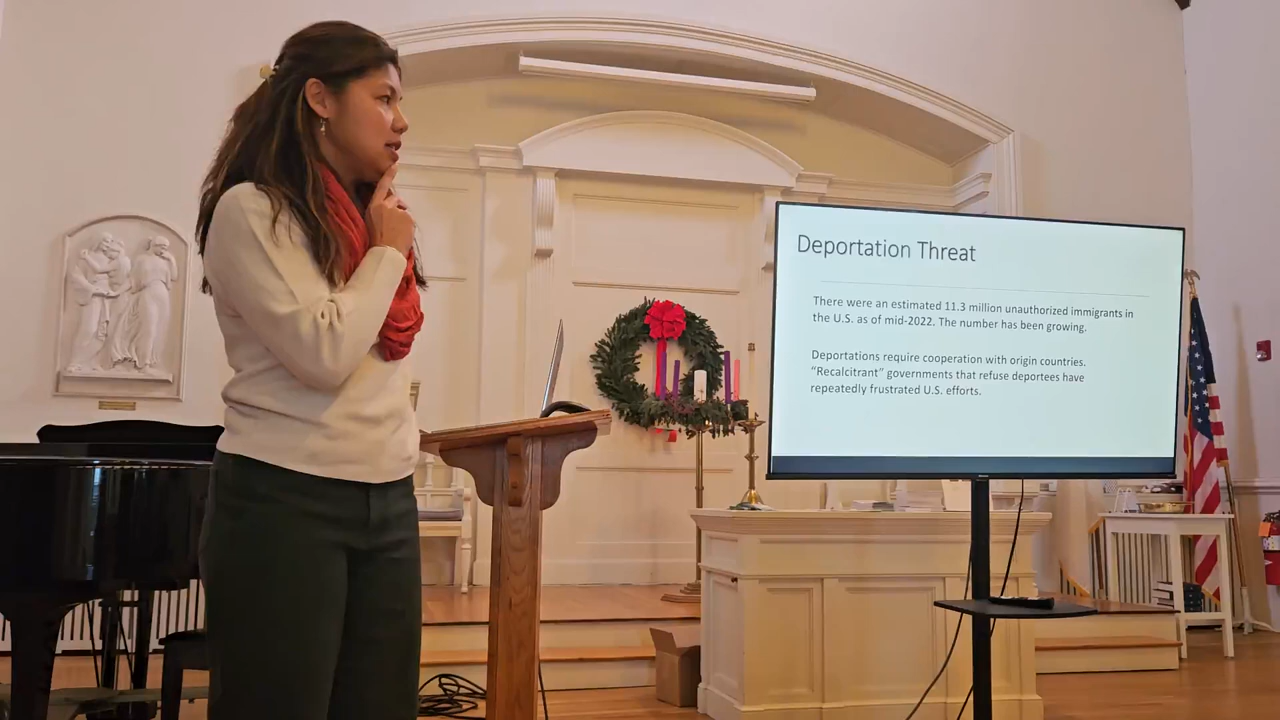 Deportation Threat
There were an estimated 11.3 million unauthorized immigrants in
the U.S. as of mid-2022. The number has been growing.
Deportations require cooperation with origin countries.
“Recalcitrant” governments that refuse deportees have
repeatedly frustrated U.S. efforts.